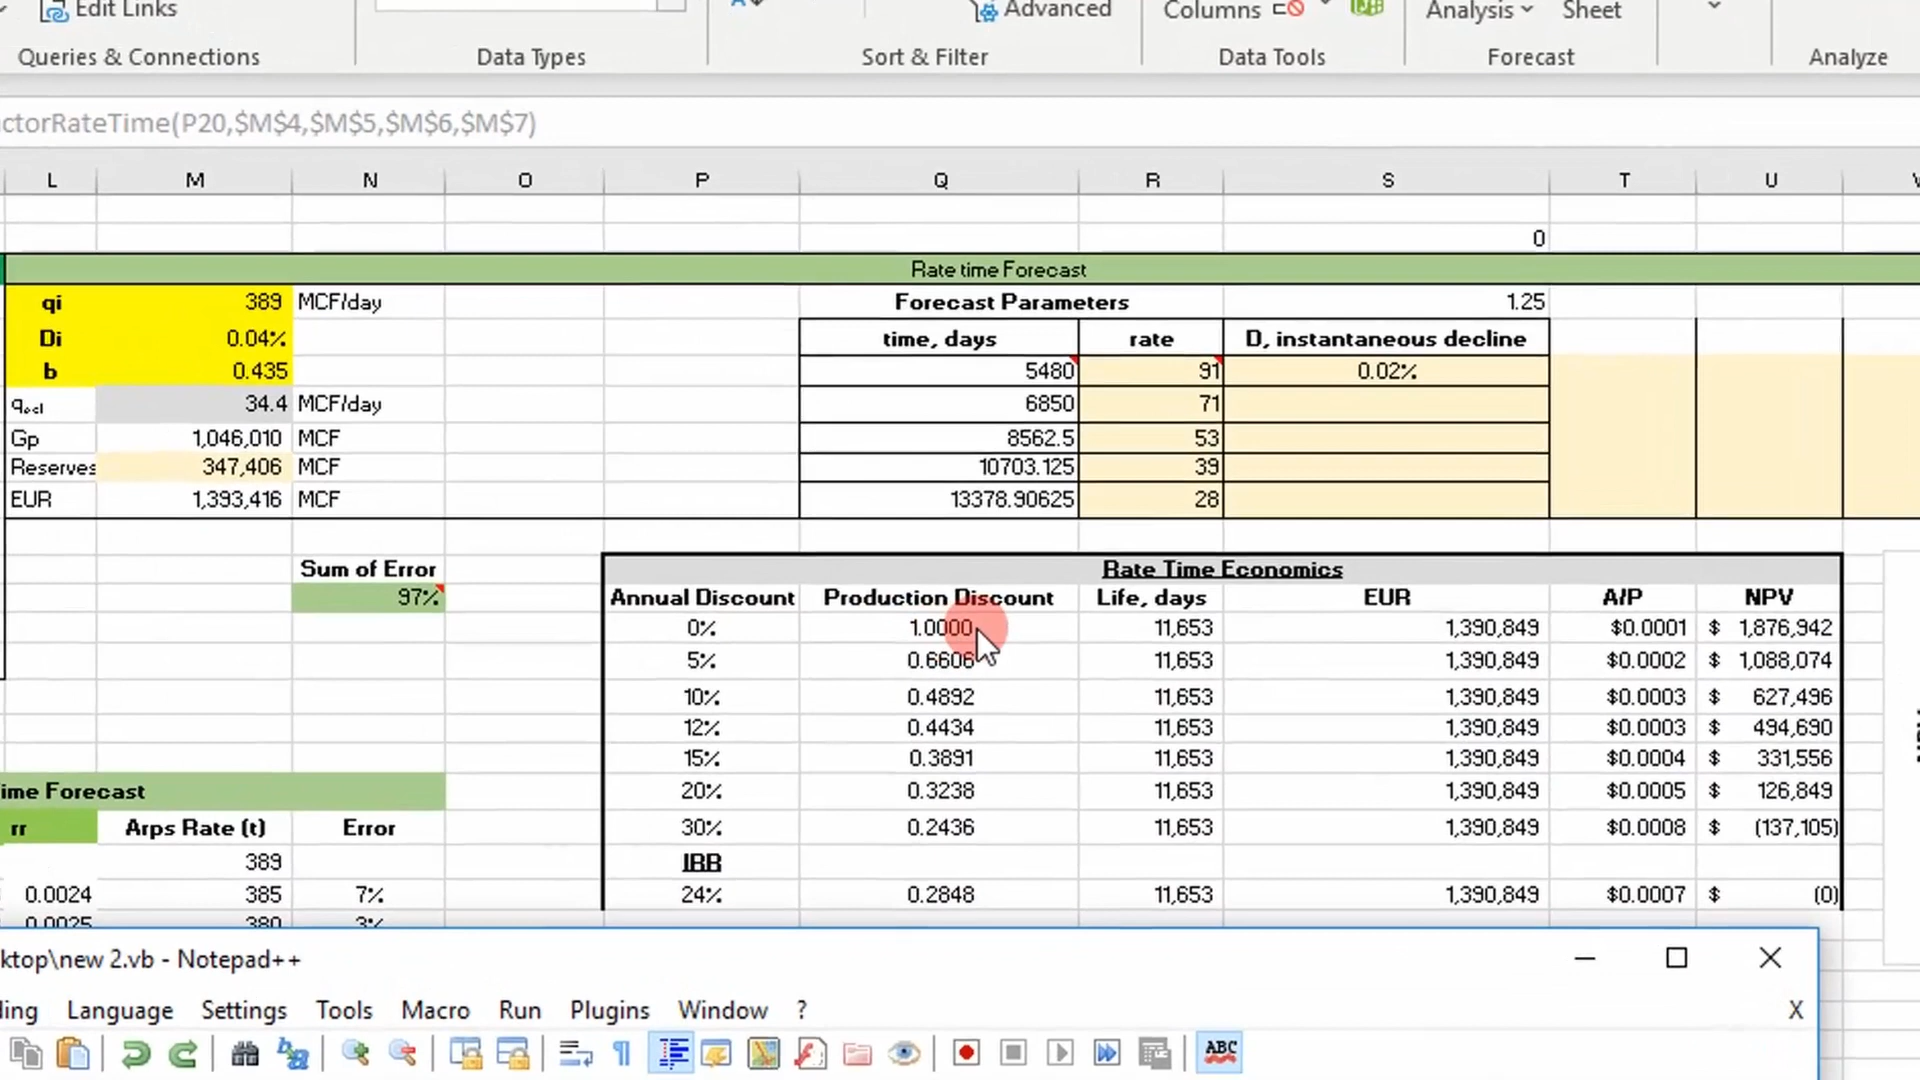 Edit Links
Advanced
Columns
Analysis
Sheet
Queries & Connections
Data Types
Sort & Filter
Data Tools
Forecast
Analyze
ctorRateTime(P20,$M$4,$M$5,$M$6,$M$7)
L M N O P Q R S T U
0
Rate time Forecast
qi 389 MCF/day Forecast Parameters 1.25
Di 0.04% time, days rate D, instantaneous decline
b 0.435 5480 91 0.02%
34.4 MCF/day 6850 71
Gp 1,046,010 MCF 8562.5 53
Reserves 347,406 MCF 10703.125 39
EUR 1,393,416 MCF 13378.90625 28
Sum of Error Rate Time Economics
97% Annual Discount Production Discount Life, days EUR A/P NPV
0% 1.0000 11,653 1,390,849 $0.0001 $ 1,876,942
5% 0.6606 11,653 1,390,849 $0.0002 $ 1,088,074
10% 0.4892 11,653 1,390,849 $0.0003 $ 627,496
12% 0.4434 11,653 1,390,849 $0.0003 $ 494,690
15% 0.3891 11,653 1,390,849 $0.0004 $ 331,556
ime Forecast 20% 0.3238 11,653 1,390,849 $0.0005 $ 126,849
rr Arps Rate (t) Error 30% 0.2436 11,653 1,390,849 $0.0008 $ (137,105)
389 IRR
0.0024 385 7% 24% 0.2848 11,653 1,390,849 $0.0007 $ (0)
0.0025 380 3%
ktop\new 2.vb - Notepad++
ling Language Settings Tools Macro Run Plugins Window ? X
ABC